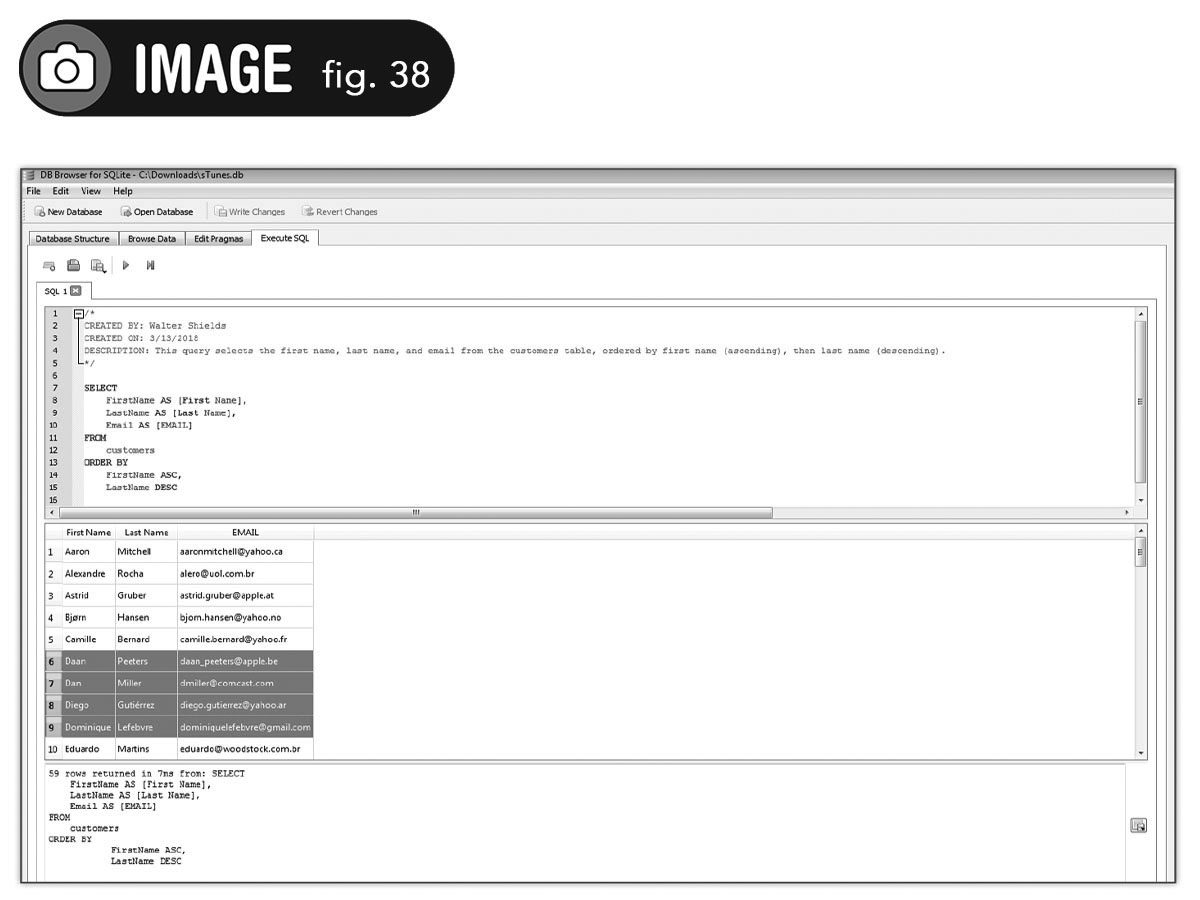 IMAGE fig. 38
DB Browser for SQLite - C:\Downloads\sTunes.db
File Edit View Help
New Database Open Database Write Changes Revert Changes
Database Structure Browse Data Edit Pragmas Execute SQL
SQL 1
1 /*
2 CREATED BY: Walter Shields
3 CREATED ON: 3/13/2018
4 DESCRIPTION: This query selects the first name, last name, and email from the customers table, ordered by first name (ascending), then last name (descending).
5 */
6
7 SELECT
8 FirstName AS [First Name],
9 LastName AS [Last Name],
10 Email AS [EMAIL]
11 FROM
12 customers
13 ORDER BY
14 FirstName ASC,
15 LastName DESC
16
First Name Last Name EMAIL
1 Aaron Mitchell aaronmitchell@yahoo.ca
2 Alexandre Rocha alero@uol.com.br
3 Astrid Gruber astrid.gruber@apple.at
4 Bjørn Hansen bjorn.hansen@yahoo.no
5 Camille Bernard camille.bernard@yahoo.fr
6 Daan Peeters daan_peeters@apple.be
7 Dan Miller dmiller@comcast.com
8 Diego Gutiérrez diego.gutierrez@yahoo.ar
9 Dominique Lefebvre dominiquelefebvre@gmail.com
10 Eduardo Martins eduardo@woodstock.com.br
59 rows returned in 7ms from: SELECT
FirstName AS [First Name],
LastName AS [Last Name],
Email AS [EMAIL]
FROM
customers
ORDER BY
FirstName ASC,
LastName DESC